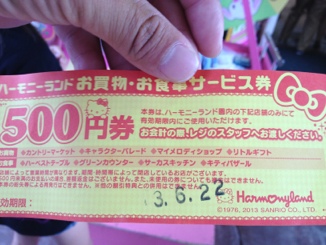 ハーモニーランド お買物・お食事サービス券
500円券
本券は、ハーモニーランド園内の下記店舗のみにて
有効期限内にご使用いただけます。
お会計の際、レジのスタッフへお渡しください。
※カントリーマーケット ※キャラクターパレード ※マイメロディショップ ※リトルギフト
※ハーベストテーブル ※グリーンカウンター ※サーカスキッチン ※キティバザール
効期限：
3.6.22
Harmonyland
© 1976, 2013 SANRIO CO., LTD.